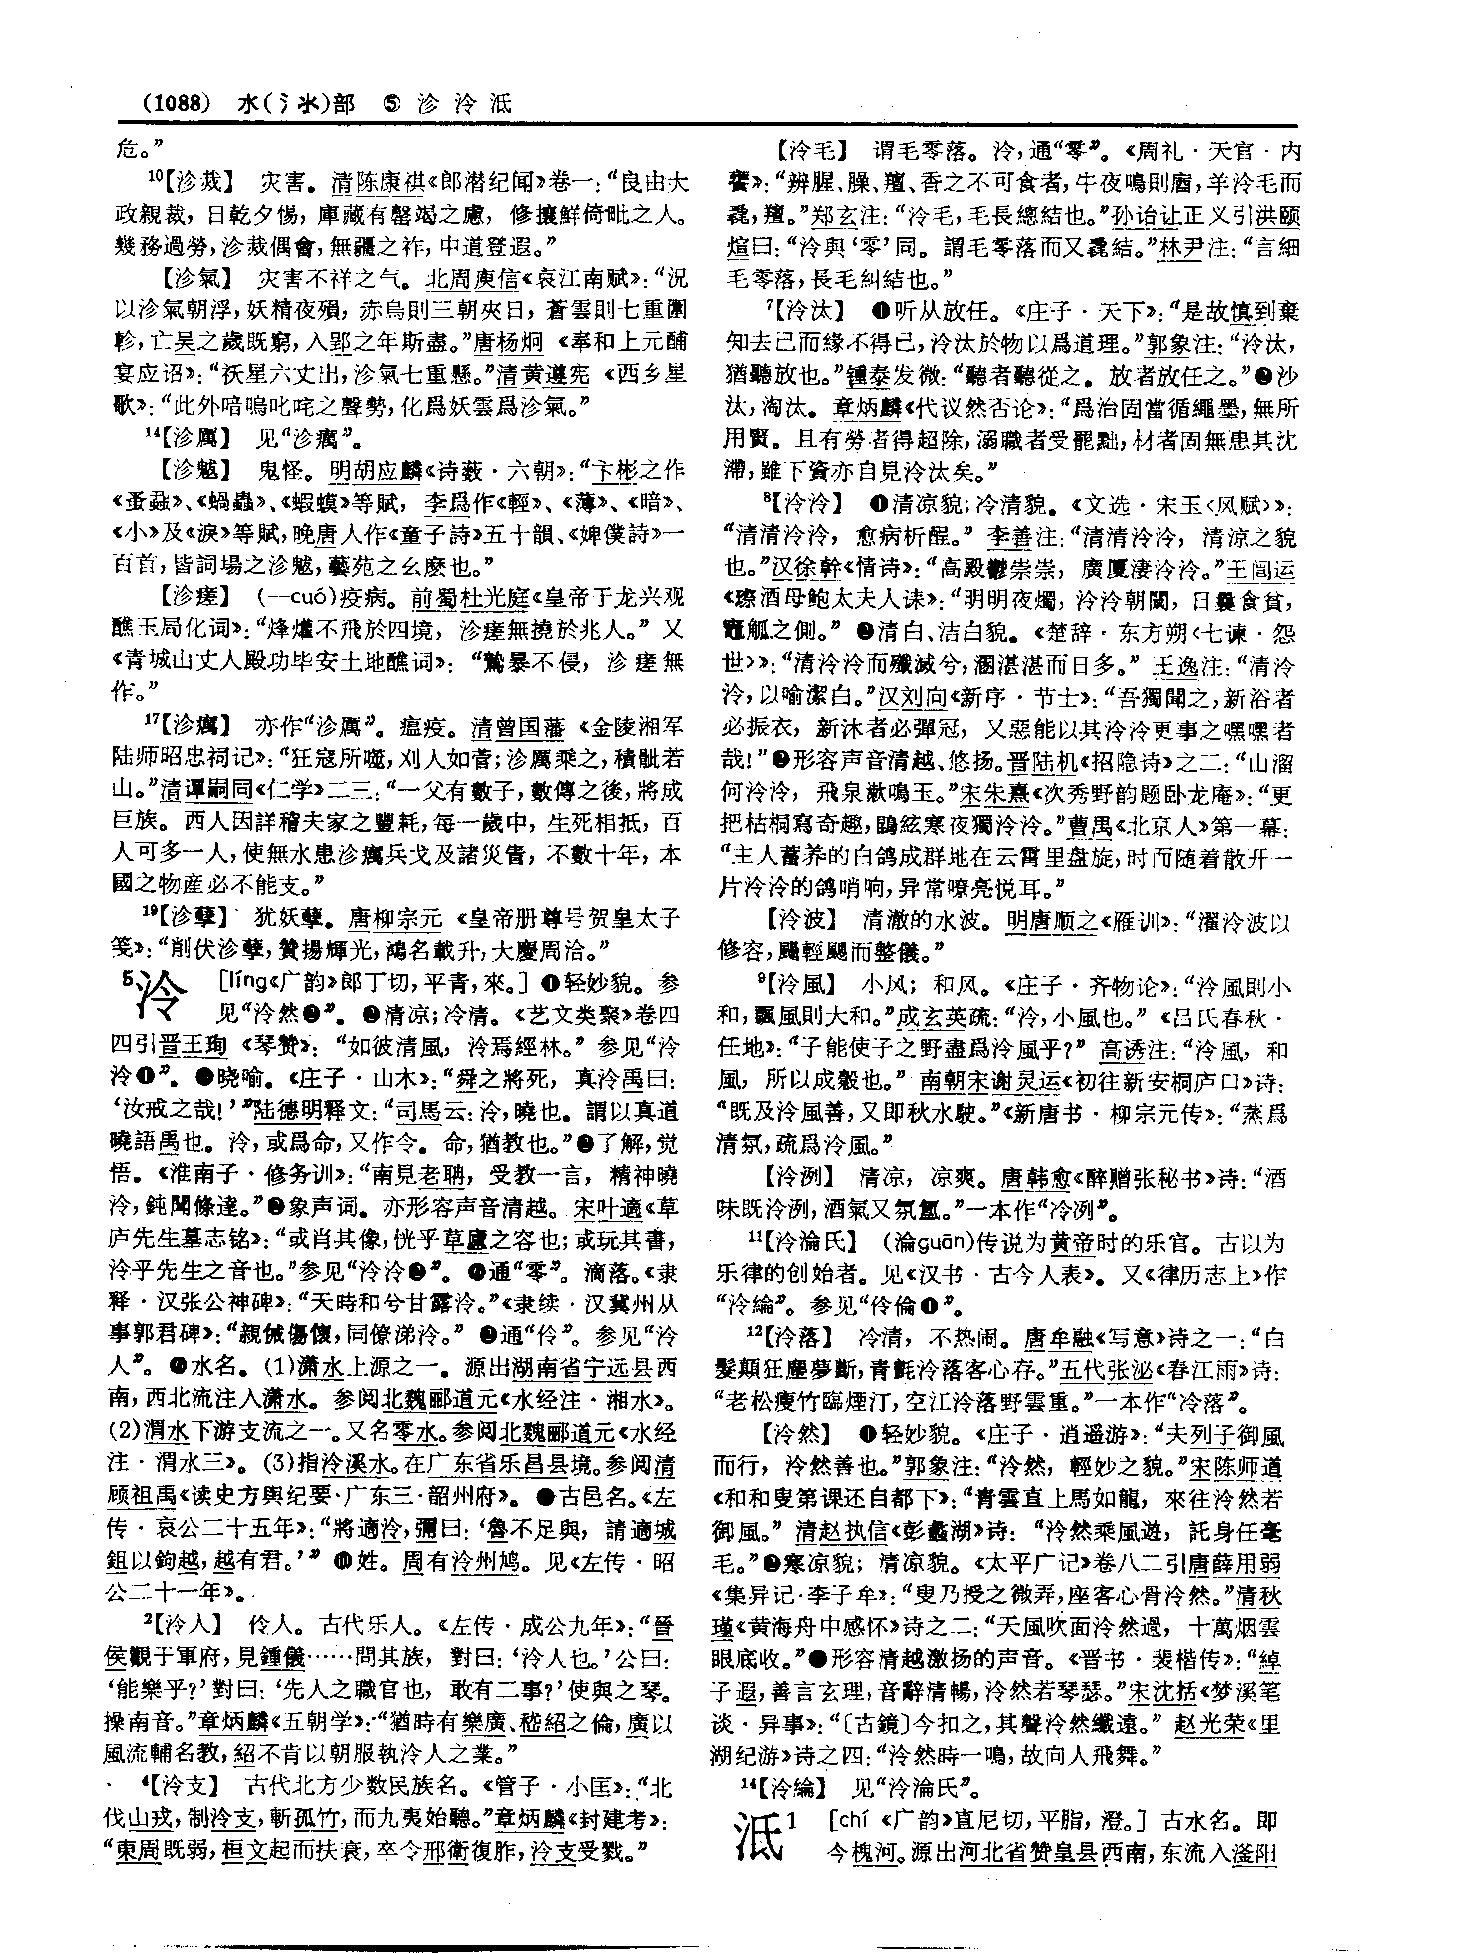 (1088) 水(氵氺)部 ⑤ 沴泠泜
危。”
10【沴烖】 灾害。清陈康祺《郎潜纪闻》卷一:“良由大
政親裁,日乾夕惕,庫藏有罄竭之慮,修攘鮮倚毗之人。
幾務過勞,沴烖偶會,無疆之祚,中道登遐。”
【沴氣】 灾害不祥之气。北周庾信《哀江南赋》:“況
以沴氣朝浮,妖精夜殞,赤烏則三朝夾日,蒼雲則七重圍
軫,亡吴之歲既窮,入郢之年斯盡。”唐杨炯《奉和上元酺
宴应诏》:“祅星六丈出,沴氣七重懸。”清黄遵宪《西乡星
歌》:“此外喑嗚叱咤之聲勢,化爲妖雲爲沴氣。”
14【沴厲】 见“沴癘”。
【沴魃】 鬼怪。明胡应麟《诗薮·六朝》:“卞彬之作
《蚤蝨》、《蝸蟲》、《蝦蟆》等賦,李爲作《輕》、《薄》、《暗》、
《小》及《淚》等賦,晚唐人作《童子詩》五十韻、《婢僕詩》一
百首,皆詞場之沴魃,藝苑之幺麽也。”
【沴瘥】 (—cuó)疫病。前蜀杜光庭《皇帝于龙兴观
醮玉局化词》:“烽爟不飛於四境,沴瘥無撓於兆人。”又
《青城山丈人殿功毕安土地醮词》:“鷙暴不侵,沴瘥無
作。”
17【沴癘】 亦作“沴厲”。瘟疫。清曾国藩《金陵湘军
陆师昭忠祠记》:“狂寇所噬,刈人如菅;沴厲乘之,積骴若
山。”清谭嗣同《仁学》二三:“一父有數子,數傳之後,將成
巨族。西人因詳稽夫家之豐耗,每一歲中,生死相抵,百
人可多一人,使無水患沴癘兵戈及諸災眚,不數十年,本
國之物産必不能支。”
19【沴孽】 犹妖孽。唐柳宗元《皇帝册尊号贺皇太子
笺》:“削伏沴孽,贊揚輝光,鴻名載升,大慶周洽。”
5泠 [líng《广韵》郎丁切,平青,來。]❶轻妙貌。参
见“泠然❶”。❷清凉;冷清。《艺文类聚》卷四
四引晋王珣《琴赞》:“如彼清風,泠焉經林。”参见“泠
泠❶”。❸晓喻。《庄子·山木》:“舜之將死,真泠禹曰:
‘汝戒之哉!’”陆德明释文:“司馬云:泠,曉也。謂以真道
曉語禹也。泠,或爲命,又作令。命,猶教也。”❹了解,觉
悟。《淮南子·修务训》:“南見老聃,受教一言,精神曉
泠,鈍聞條達。”❺象声词。亦形容声音清越。宋叶適《草
庐先生墓志铭》:“或肖其像,恍乎草廬之容也;或玩其書,
泠乎先生之音也。”参见“泠泠❸”。❻通“零”。滴落。《隶
释·汉张公神碑》:“天時和兮甘露泠。”《隶续·汉冀州从
事郭君碑》:“親慽傷懷,同僚涕泠。”❼通“伶”。参见“泠
人”。❽水名。(1)潇水上源之一。源出湖南省宁远县西
南,西北流注入潇水。参阅北魏郦道元《水经注·湘水》。
(2)渭水下游支流之一。又名零水。参阅北魏郦道元《水经
注·渭水三》。(3)指泠溪水。在广东省乐昌县境。参阅清
顾祖禹《读史方舆纪要·广东三·韶州府》。❾古邑名。《左
传·哀公二十五年》:“將適泠,彌曰:‘魯不足與,請適城
鉏以鈎越,越有君。’”❿姓。周有泠州鸠。见《左传·昭
公二十一年》。
2【泠人】 伶人。古代乐人。《左传·成公九年》:“晉
侯觀于軍府,見鍾儀……問其族,對曰:‘泠人也。’公曰:
‘能樂乎?’對曰:‘先人之職官也,敢有二事?’使與之琴。
操南音。”章炳麟《五朝学》:“猶時有樂廣、嵇紹之倫,廣以
風流輔名教,紹不肯以朝服執泠人之業。”
4【泠支】 古代北方少数民族名。《管子·小匡》:“北
伐山戎,制泠支,斬孤竹,而九夷始聽。”章炳麟《封建考》:
“東周既弱,桓文起而扶衰,卒令邢衛復胙,泠支受戮。”
【泠毛】 谓毛零落。泠,通“零”。《周礼·天官·内
饔》:“辨腥、臊、羶、香之不可食者,牛夜鳴則庮,羊泠毛而
毳,羶。”郑玄注:“泠毛,毛長總結也。”孙诒让正义引洪颐
煊曰:“泠與‘零’同。謂毛零落而又毳結。”林尹注:“言細
毛零落,長毛糾結也。”
7【泠汰】 ❶听从放任。《庄子·天下》:“是故慎到棄
知去己而緣不得已,泠汰於物以爲道理。”郭象注:“泠汰,
猶聽放也。”鍾泰发微:“聽者聽從之。放者放任之。”❷沙
汰,淘汰。章炳麟《代议然否论》:“爲治固當循繩墨,無所
用賢。且有勞者得超除,溺職者受罷黜,材者固無患其沈
滯,雖下資亦自見泠汰矣。”
8【泠泠】 ❶清凉貌;冷清貌。《文选·宋玉〈风赋〉》:
“清清泠泠,愈病析酲。”李善注:“清清泠泠,清凉之貌
也。”汉徐幹《情诗》:“高殿鬱崇崇,廣厦淒泠泠。”王闿运
《瘵酒母鲍太夫人诔》:“明明夜燭,泠泠朝闋,日爨食貧,
竈觚之側。”❷清白、洁白貌。《楚辞·东方朔〈七谏·怨
世〉》:“清泠泠而殲滅兮,溷湛湛而日多。”王逸注:“清泠
泠,以喻潔白。”汉刘向《新序·节士》:“吾獨聞之,新浴者
必振衣,新沐者必彈冠,又惡能以其泠泠更事之嘿嘿者
哉!”❸形容声音清越、悠扬。晋陆机《招隐诗》之二:“山溜
何泠泠,飛泉漱鳴玉。”宋朱熹《次秀野韵题卧龙庵》:“更
把枯桐寫奇趣,鵾絃寒夜獨泠泠。”曹禺《北京人》第一幕:
“主人蓄养的白鸽成群地在云霄里盘旋,时而随着散开一
片泠泠的鸽哨响,异常嘹亮悦耳。”
【泠波】 清澈的水波。明唐顺之《雁训》:“濯泠波以
修容,颺輕颸而整儀。”
9【泠風】 小风;和风。《庄子·齐物论》:“泠風則小
和,飄風則大和。”成玄英疏:“泠,小風也。”《吕氏春秋·
任地》:“子能使子之野盡爲泠風乎?”高诱注:“泠風,和
風,所以成穀也。”南朝宋谢灵运《初往新安桐庐口》诗:
“既及泠風善,又即秋水駛。”《新唐书·柳宗元传》:“蒸爲
清氛,疏爲泠風。”
【泠洌】 清凉,凉爽。唐韩愈《醉赠张秘书》诗:“酒
味既泠洌,酒氣又氛氲。”一本作“冷冽”。
11【泠淪氏】 (淪guān)传说为黄帝时的乐官。古以为
乐律的创始者。见《汉书·古今人表》。又《律历志上》作
“泠綸”。参见“伶倫❶”。
12【泠落】 冷清,不热闹。唐牟融《写意》诗之一:“白
髪顛狂塵夢斷,青氈泠落客心存。”五代张泌《春江雨》诗:
“老松瘦竹臨煙汀,空江泠落野雲重。”一本作“冷落”。
【泠然】 ❶轻妙貌。《庄子·逍遥游》:“夫列子御風
而行,泠然善也。”郭象注:“泠然,輕妙之貌。”宋陈师道
《和和叟第课还自都下》:“青雲直上馬如龍,來往泠然若
御風。”清赵执信《彭蠡湖》诗:“泠然乘風遊,託身任毫
毛。”❷寒凉貌;清凉貌。《太平广记》卷八二引唐薛用弱
《集异记·李子牟》:“叟乃授之微弄,座客心骨泠然。”清秋
瑾《黄海舟中感怀》诗之二:“天風吹面泠然過,十萬烟雲
眼底收。”❸形容清越激扬的声音。《晋书·裴楷传》:“綽
子遐,善言玄理,音辭清暢,泠然若琴瑟。”宋沈括《梦溪笔
谈·异事》:“〔古鏡〕今扣之,其聲泠然纖遠。”赵光荣《里
湖纪游》诗之四:“泠然時一鳴,故向人飛舞。”
14【泠綸】 见“泠淪氏”。
泜1 [chí《广韵》直尼切,平脂,澄。]古水名。即
今槐河。源出河北省赞皇县西南,东流入滏阳